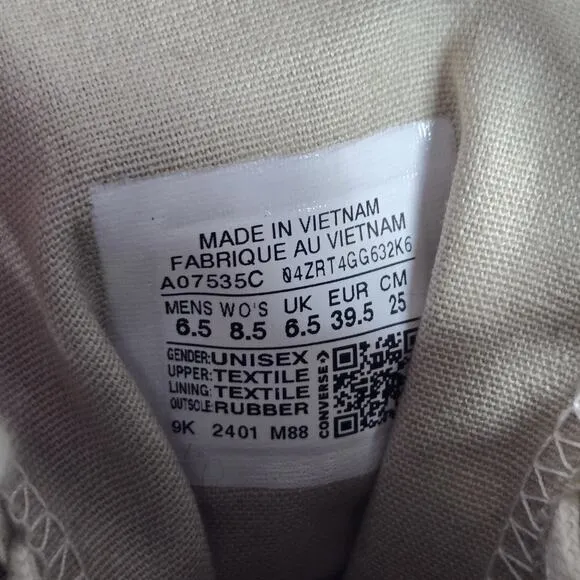 MADE IN VIETNAM
FABRIQUE AU VIETNAM
A07535C 04ZRT4GG632K6
MENS WO'S UK EUR CM
6.5 8.5 6.5 39.5 25
GENDER: UNISEX
UPPER: TEXTILE
LINING: TEXTILE
OUTSOLE: RUBBER
CONVERSE
9K 2401 M88